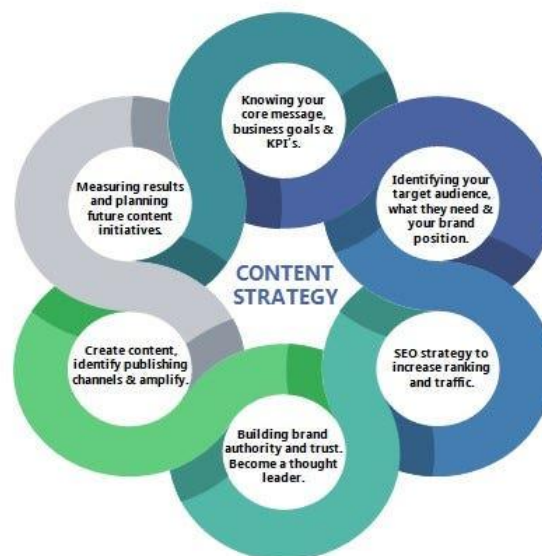 Knowing your
core message,
business goals &
KPI's.
Identifying your
target audience,
what they need &
your brand
position.
SEO strategy to
increase ranking
and traffic.
Building brand
authority and trust.
Become a thought
leader.
Create content,
identify publishing
channels & amplify.
Measuring results
and planning
future content
initiatives.
CONTENT
STRATEGY